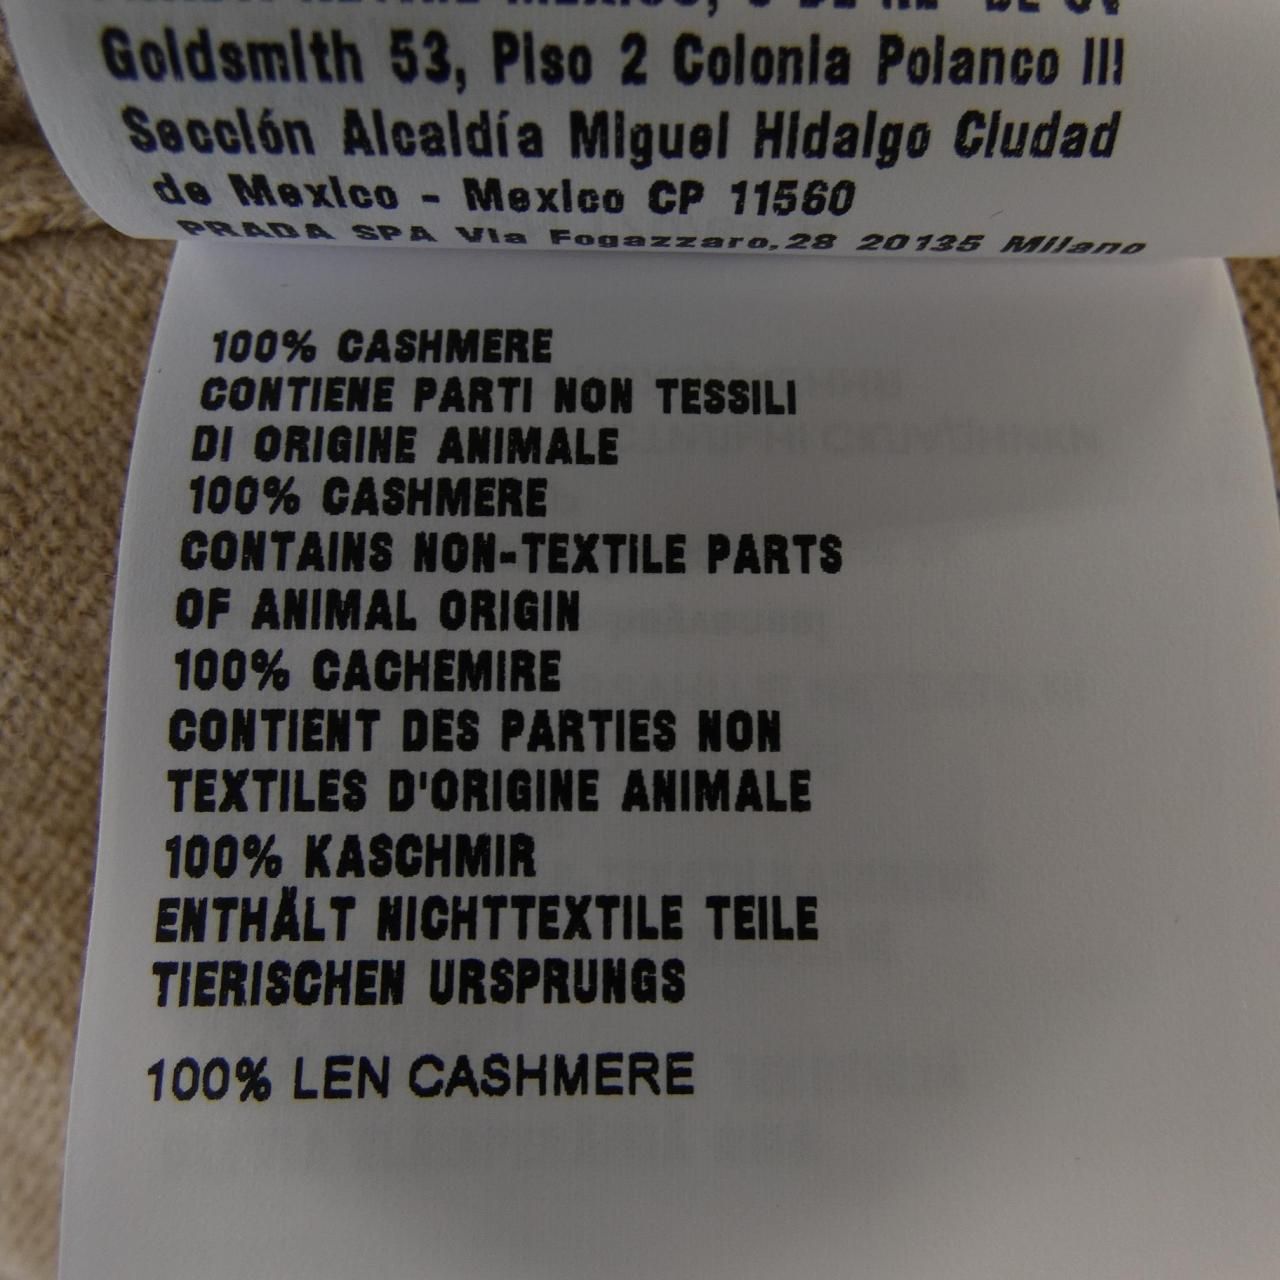 Goldsmith 53, Piso 2 Colonia Polanco III
Sección Alcaldía Miguel Hidalgo Ciudad
de Mexico - Mexico CP 11560
PRADA SPA Via Fogazzaro,28 20135 Milano
100% CASHMERE
CONTIENE PARTI NON TESSILI
DI ORIGINE ANIMALE
100% CASHMERE
CONTAINS NON-TEXTILE PARTS
OF ANIMAL ORIGIN
100% CACHEMIRE
CONTIENT DES PARTIES NON
TEXTILES D'ORIGINE ANIMALE
100% KASCHMIR
ENTHÄLT NICHTTEXTILE TEILE
TIERISCHEN URSPRUNGS
100% LEN CASHMERE